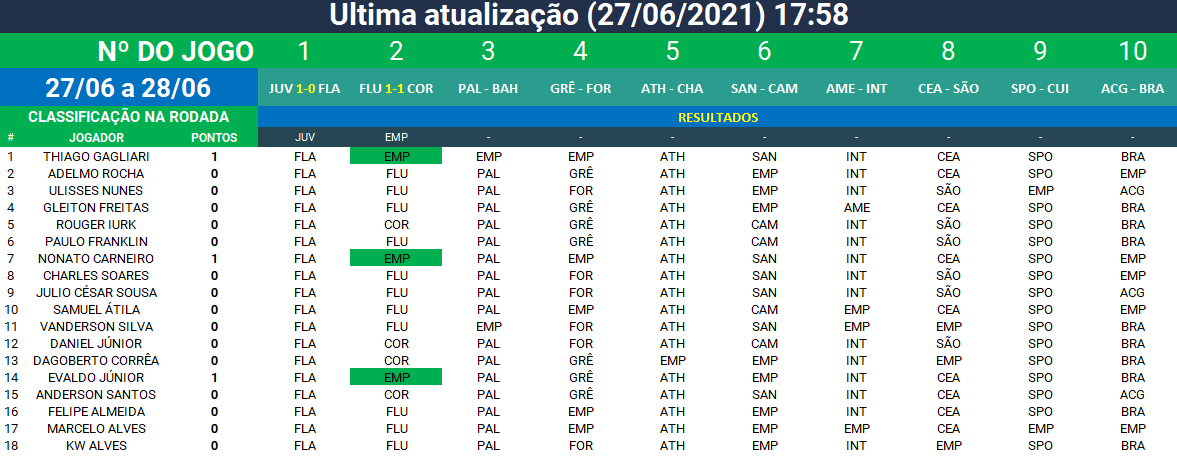 Ultima atualização (27/06/2021) 17:58
Nº DO JOGO 1 2 3 4 5 6 7 8 9 10
27/06 a 28/06 JUV 1-0 FLA FLU 1-1 COR PAL - BAH GRÊ - FOR ATH - CHA SAN - CAM AME - INT CEA - SÃO SPO - CUI ACG - BRA
CLASSIFICAÇÃO NA RODADA RESULTADOS
# JOGADOR PONTOS JUV EMP - - - - - - - -
1 THIAGO GAGLIARI 1 FLA EMP EMP EMP ATH SAN INT CEA SPO BRA
2 ADELMO ROCHA 0 FLA FLU PAL GRÊ ATH EMP INT CEA SPO EMP
3 ULISSES NUNES 0 FLA FLU PAL FOR ATH EMP INT SÃO EMP ACG
4 GLEITON FREITAS 0 FLA FLU PAL GRÊ ATH EMP AME CEA SPO BRA
5 ROUGER IURK 0 FLA COR PAL GRÊ ATH CAM INT SÃO SPO BRA
6 PAULO FRANKLIN 0 FLA FLU PAL GRÊ ATH CAM INT SÃO SPO BRA
7 NONATO CARNEIRO 1 FLA EMP PAL EMP ATH SAN INT CEA SPO EMP
8 CHARLES SOARES 0 FLA FLU PAL FOR ATH SAN INT SÃO SPO EMP
9 JULIO CÉSAR SOUSA 0 FLA FLU PAL FOR ATH SAN INT SÃO SPO ACG
10 SAMUEL ÁTILA 0 FLA FLU PAL EMP ATH CAM EMP CEA SPO EMP
11 VANDERSON SILVA 0 FLA FLU EMP FOR ATH SAN EMP EMP SPO BRA
12 DANIEL JÚNIOR 0 FLA COR PAL FOR ATH CAM INT SÃO SPO BRA
13 DAGOBERTO CORRÊA 0 FLA COR PAL GRÊ EMP EMP INT EMP SPO BRA
14 EVALDO JÚNIOR 1 FLA EMP PAL GRÊ ATH EMP INT CEA SPO BRA
15 ANDERSON SANTOS 0 FLA COR PAL GRÊ ATH EMP INT CEA SPO ACG
16 FELIPE ALMEIDA 0 FLA FLU PAL EMP ATH EMP INT CEA SPO BRA
17 MARCELO ALVES 0 FLA FLU PAL EMP ATH EMP EMP CEA EMP EMP
18 KW ALVES 0 FLA FLU PAL FOR ATH EMP INT EMP SPO BRA